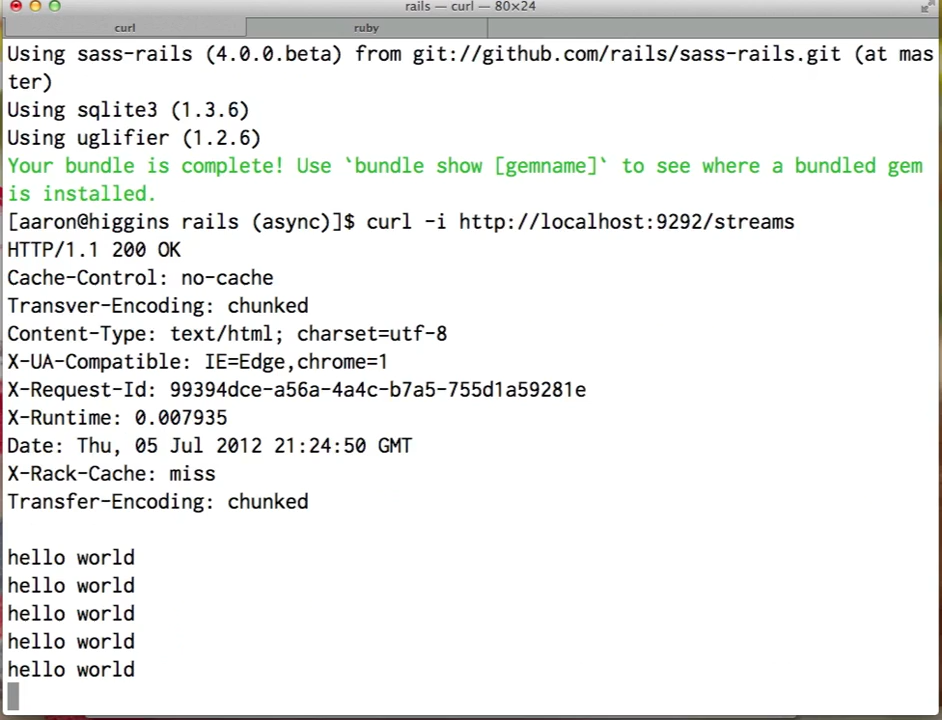 rails — curl — 80×24
curl
ruby
Using sass-rails (4.0.0.beta) from git://github.com/rails/sass-rails.git (at mas
ter)
Using sqlite3 (1.3.6)
Using uglifier (1.2.6)
Your bundle is complete! Use `bundle show [gemname]` to see where a bundled gem
is installed.
[aaron@higgins rails (async)]$ curl -i http://localhost:9292/streams
HTTP/1.1 200 OK
Cache-Control: no-cache
Transver-Encoding: chunked
Content-Type: text/html; charset=utf-8
X-UA-Compatible: IE=Edge,chrome=1
X-Request-Id: 99394dce-a56a-4a4c-b7a5-755d1a59281e
X-Runtime: 0.007935
Date: Thu, 05 Jul 2012 21:24:50 GMT
X-Rack-Cache: miss
Transfer-Encoding: chunked
hello world
hello world
hello world
hello world
hello world